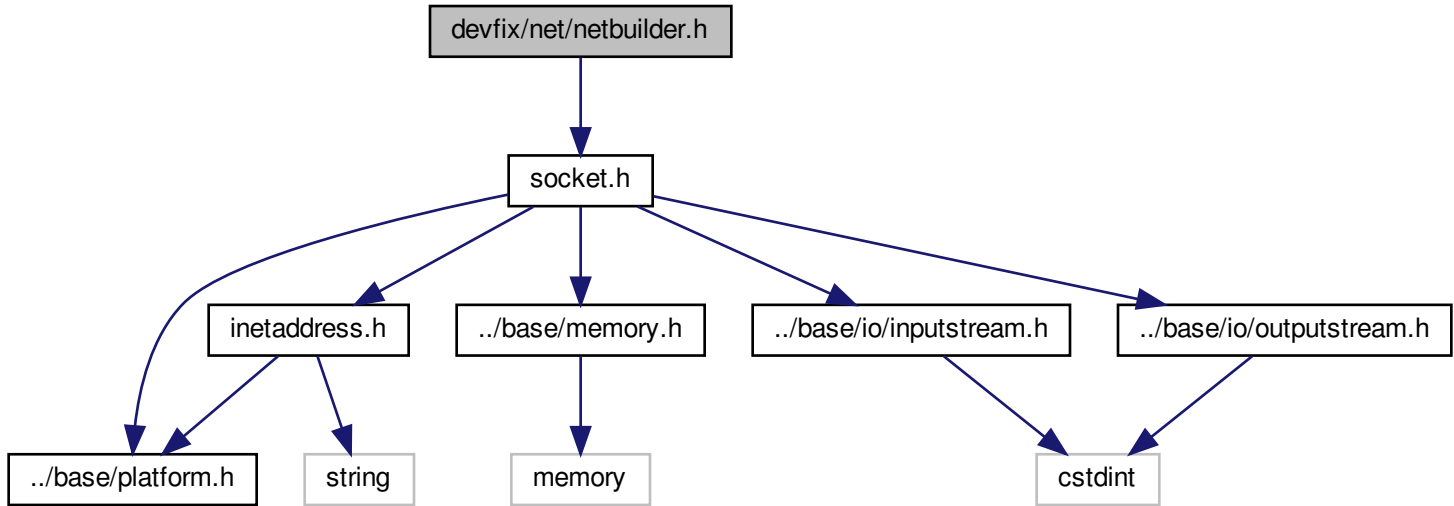 devfix/net/netbuilder.h
socket.h
inetaddress.h
../base/memory.h
../base/io/inputstream.h
../base/io/outputstream.h
../base/platform.h
string
memory
cstdint